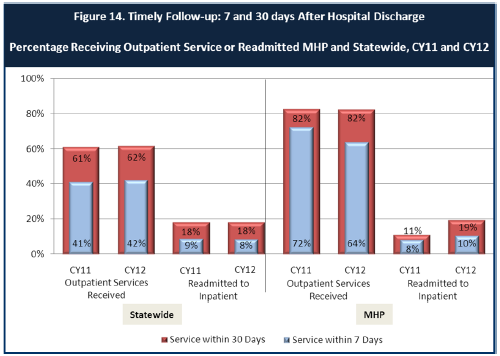 Figure 14. Timely Follow-up: 7 and 30 days After Hospital Discharge
Percentage Receiving Outpatient Service or Readmitted MHP and Statewide, CY11 and CY12
100%
80%
60%
40%
20%
0%
61% 62% 18% 18% 82% 82% 11% 19%
41% 42% 9% 8% 72% 64% 8% 10%
CY11 CY12 CY11 CY12 CY11 CY12 CY11 CY12
Outpatient Services Readmitted to Outpatient Services Readmitted to
Received Inpatient Received Inpatient
Statewide MHP
Service within 30 Days Service within 7 Days